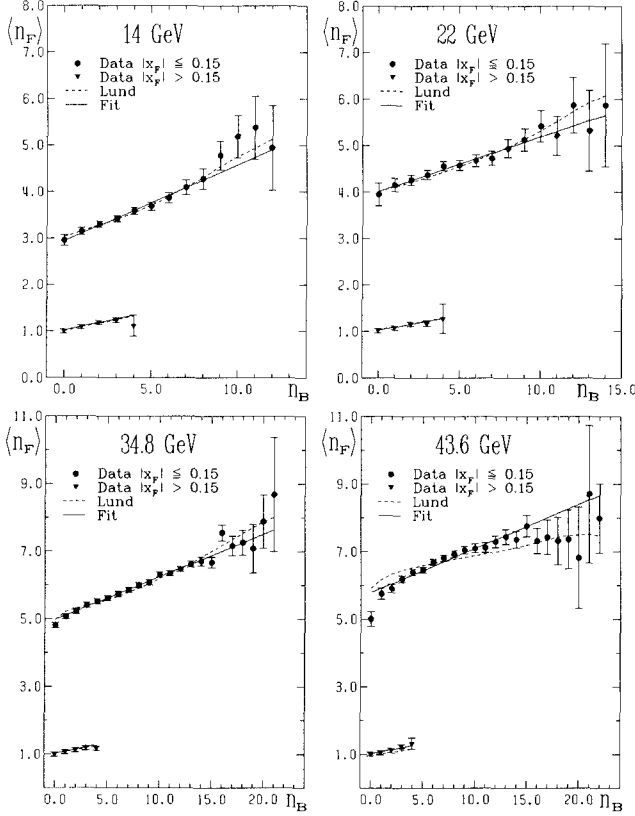 ⟨n_F⟩
14 GeV
Data |x_F| ≦ 0.15
Data |x_F| > 0.15
Lund
Fit
8.0
7.0
6.0
5.0
4.0
3.0
2.0
1.0
0.0
0.0
5.0
10.0
n_B
⟨n_F⟩
22 GeV
Data |x_F| ≦ 0.15
Data |x_F| > 0.15
Lund
Fit
8.0
7.0
6.0
5.0
4.0
3.0
2.0
1.0
0.0
0.0
5.0
10.0
n_B
15.0
⟨n_F⟩
34.8 GeV
Data |x_F| ≦ 0.15
Data |x_F| > 0.15
Lund
Fit
11.0
9.0
7.0
5.0
3.0
1.0
0.0
5.0
10.0
15.0
20.0
n_B
⟨n_F⟩
43.6 GeV
Data |x_F| ≦ 0.15
Data |x_F| > 0.15
Lund
Fit
11.0
9.0
7.0
5.0
3.0
1.0
0.0
5.0
10.0
15.0
20.0
n_B